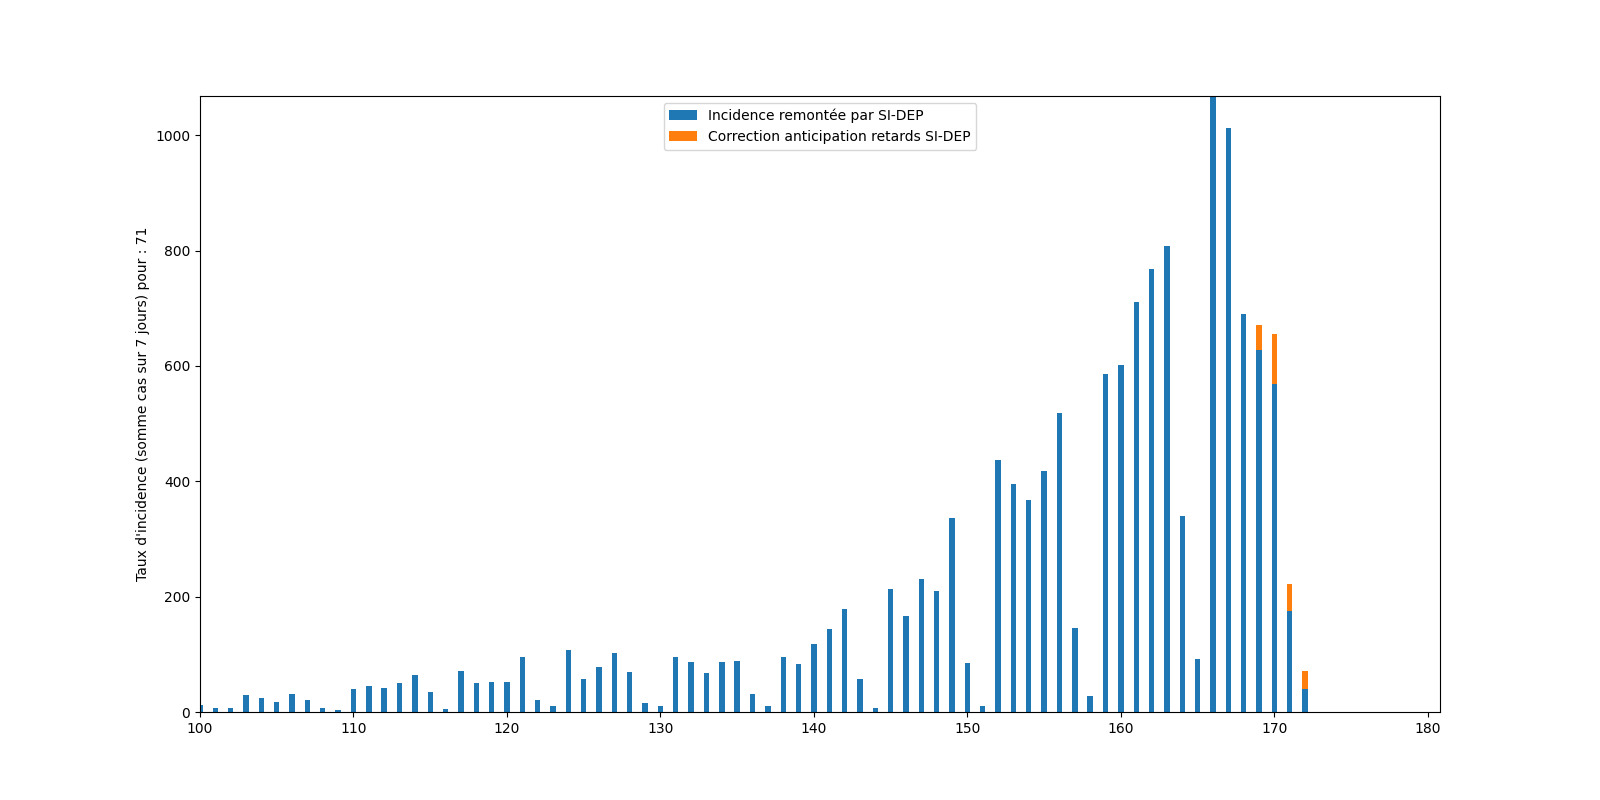 Incidence remontée par SI-DEP
Correction anticipation retards SI-DEP
Taux d'incidence (somme cas sur 7 jours) pour : 71
1000
800
600
400
200
0
100 110 120 130 140 150 160 170 180